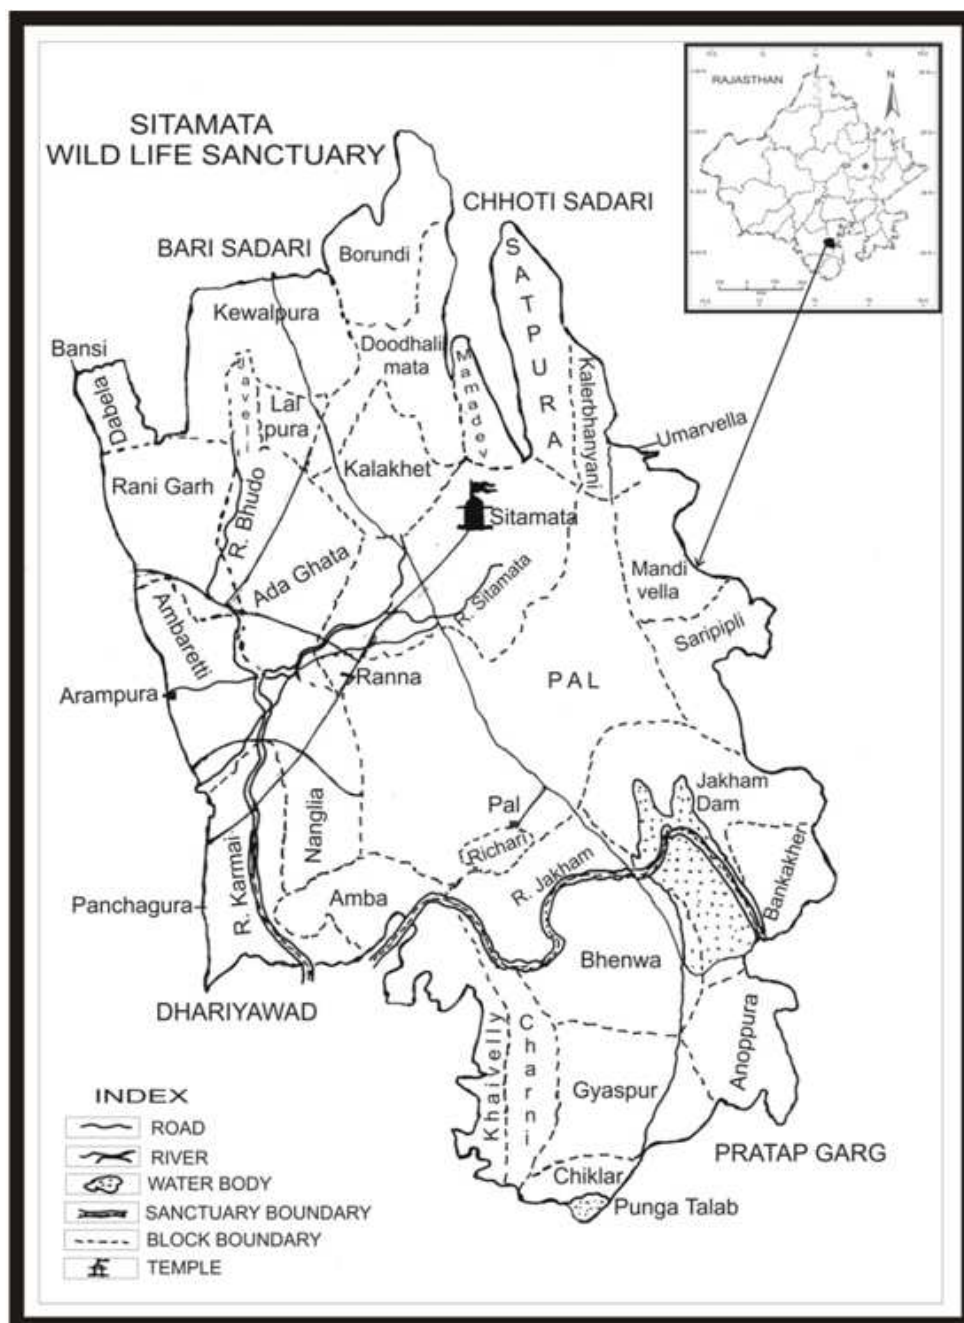 SITAMATA
WILD LIFE SANCTUARY
RAJASTHAN
N
CHHOTI SADARI
BARI SADARI
Borundi
SATPURA
Kewalpura
Doodhali
mata
Mamadev
Kalerbhanyani
Bansi
Dabela
Javel
Lal
pura
Umarvella
Kalakhet
Rani Garh
R. Bhudo
Sitamata
Ada Ghata
R. Sitamata
Mandi
vella
Saripipli
Ambaretti
Ranna
PAL
Arampura
Jakham
Dam
Pal
Nanglia
Richari
R. Jakham
Bankakheri
R. Karmai
Amba
Panchagura
Bhenwa
DHARIYAWAD
Khaivelly
Charni
Anoppura
Gyaspur
PRATAP GARG
Chiklar
Punga Talab
INDEX
ROAD
RIVER
WATER BODY
SANCTUARY BOUNDARY
BLOCK BOUNDARY
TEMPLE